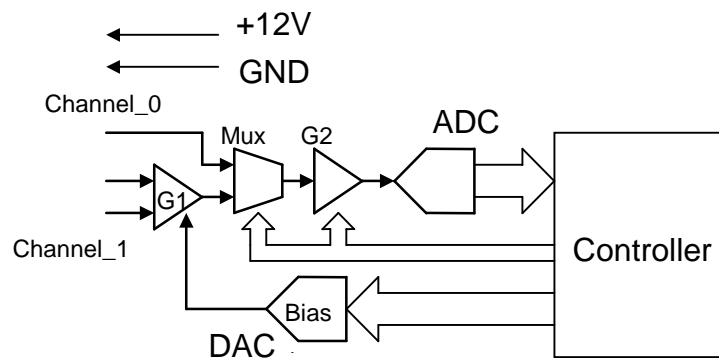 +12V
GND
Channel_0
Mux
G2
ADC
G1
Channel_1
Controller
Bias
DAC